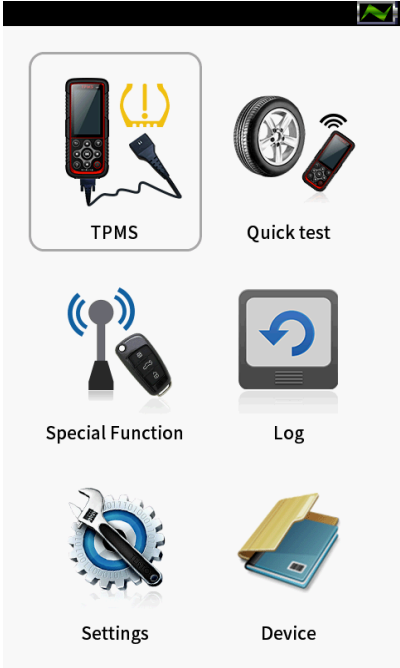 TPMS
Quick test
Special Function
Log
Settings
Device